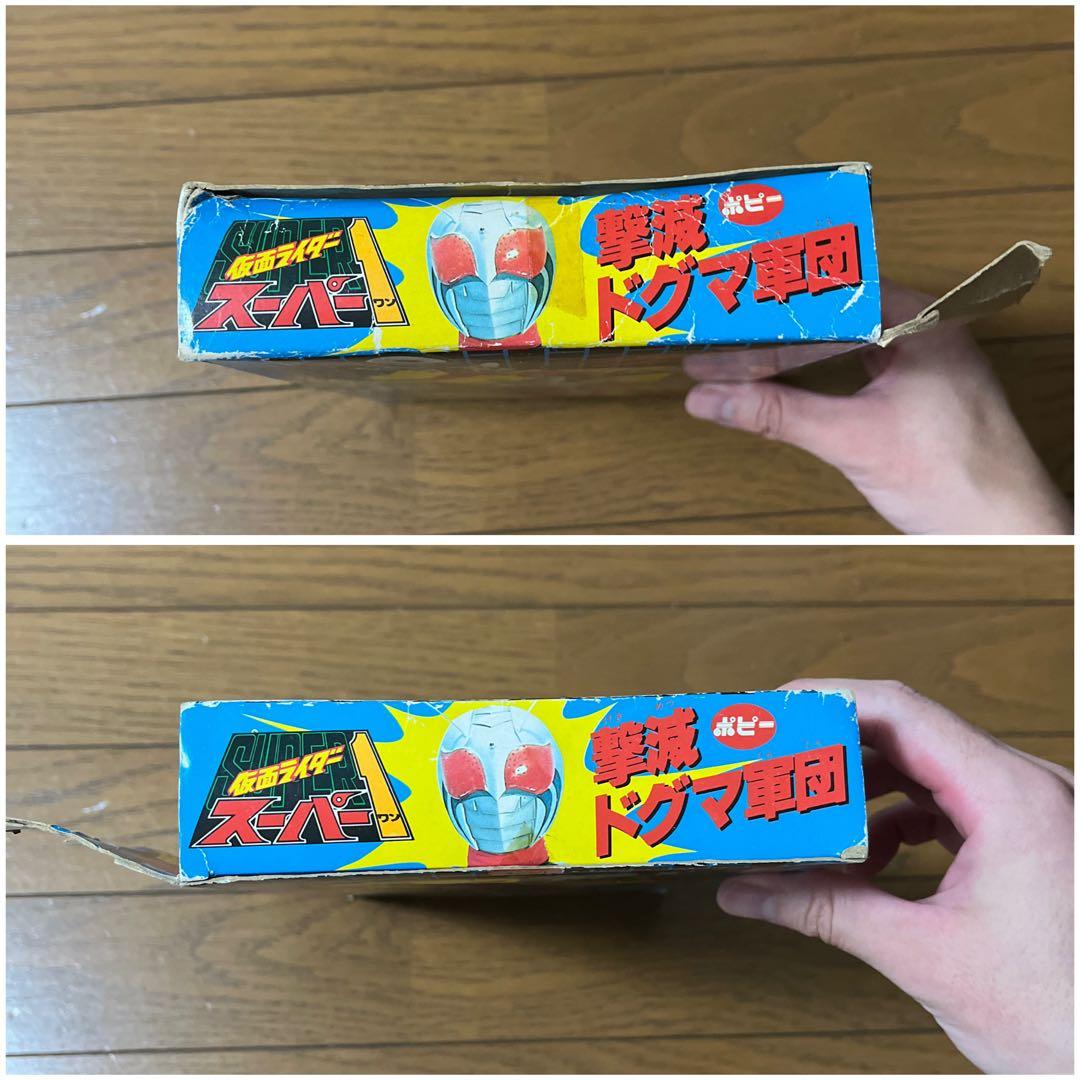 SUPER 1
仮面ライダー
スーパー
ワン
撃滅
ポピー
ドグマ軍団
SUPER 1
仮面ライダー
スーパー
ワン
撃滅
ポピー
ドグマ軍団